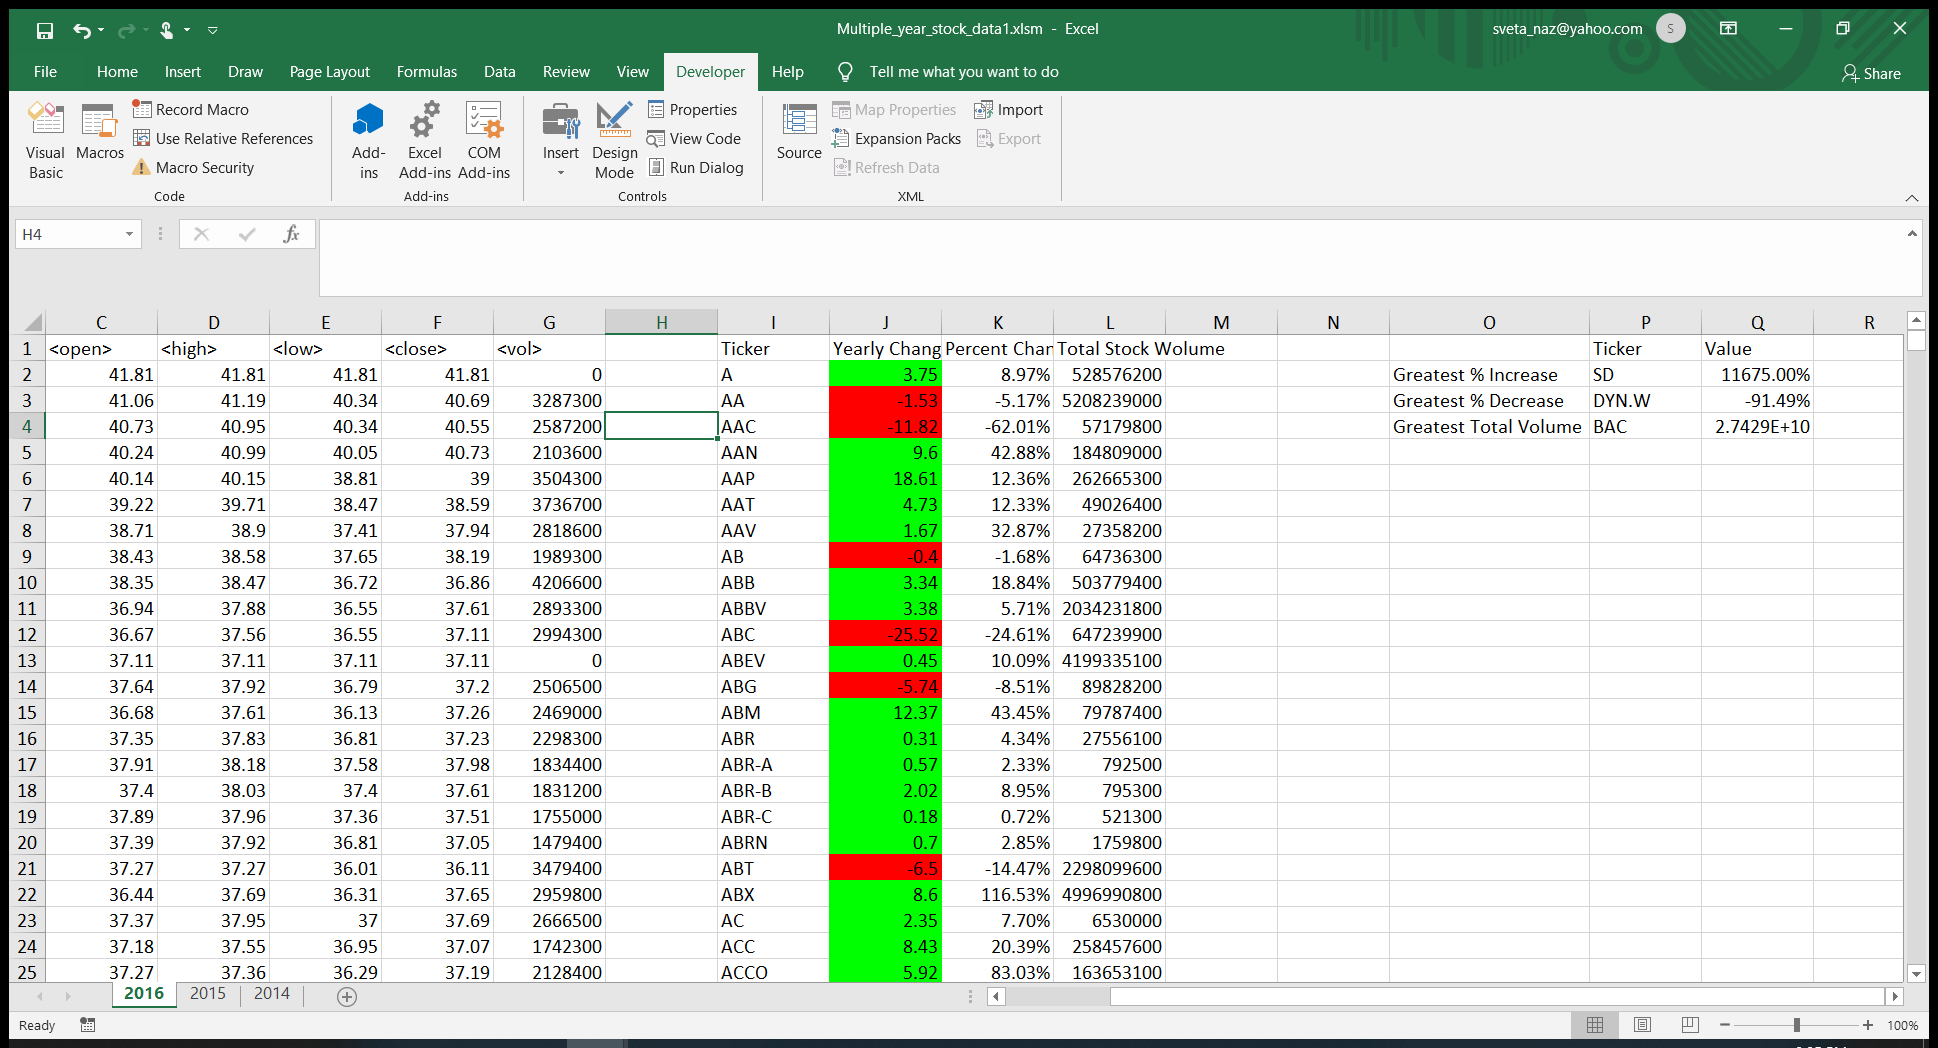 Multiple_year_stock_data1.xlsm - Excel
sveta_naz@yahoo.com S
File Home Insert Draw Page Layout Formulas Data Review View Developer Help Tell me what you want to do
Share
Visual Basic
Macros
Record Macro
Use Relative References
Macro Security
Code
Add-ins
Excel Add-ins
COM Add-ins
Add-ins
Insert
Design Mode
Properties
View Code
Run Dialog
Controls
Source
Map Properties
Expansion Packs
Refresh Data
Import
Export
XML
H4
fx
C D E F G H I J K L M N O P Q R
1 <open> <high> <low> <close> <vol> Ticker Yearly Chang Percent Char Total Stock Wolume Ticker Value
2 41.81 41.81 41.81 41.81 0 A 3.75 8.97% 528576200 Greatest % Increase SD 11675.00%
3 41.06 41.19 40.34 40.69 3287300 AA -1.53 -5.17% 5208239000 Greatest % Decrease DYN.W -91.49%
4 40.73 40.95 40.34 40.55 2587200 AAC -11.82 -62.01% 57179800 Greatest Total Volume BAC 2.7429E+10
5 40.24 40.99 40.05 40.73 2103600 AAN 9.6 42.88% 184809000
6 40.14 40.15 38.81 39 3504300 AAP 18.61 12.36% 262665300
7 39.22 39.71 38.47 38.59 3736700 AAT 4.73 12.33% 49026400
8 38.71 38.9 37.41 37.94 2818600 AAV 1.67 32.87% 27358200
9 38.43 38.58 37.65 38.19 1989300 AB -0.4 -1.68% 64736300
10 38.35 38.47 36.72 36.86 4206600 ABB 3.34 18.84% 503779400
11 36.94 37.88 36.55 37.61 2893300 ABBV 3.38 5.71% 2034231800
12 36.67 37.56 36.55 37.11 2994300 ABC -25.52 -24.61% 647239900
13 37.11 37.11 37.11 37.11 0 ABEV 0.45 10.09% 4199335100
14 37.64 37.92 36.79 37.2 2506500 ABG -5.74 -8.51% 89828200
15 36.68 37.61 36.13 37.26 2469000 ABM 12.37 43.45% 79787400
16 37.35 37.83 36.81 37.23 2298300 ABR 0.31 4.34% 27556100
17 37.91 38.18 37.58 37.98 1834400 ABR-A 0.57 2.33% 792500
18 37.4 38.03 37.4 37.61 1831200 ABR-B 2.02 8.95% 795300
19 37.89 37.96 37.36 37.51 1755000 ABR-C 0.18 0.72% 521300
20 37.39 37.92 36.81 37.05 1479400 ABRN 0.7 2.85% 1759800
21 37.27 37.27 36.01 36.11 3479400 ABT -6.5 -14.47% 2298099600
22 36.44 37.69 36.31 37.65 2959800 ABX 8.6 116.53% 4996990800
23 37.37 37.95 37 37.69 2666500 AC 2.35 7.70% 6530000
24 37.18 37.55 36.95 37.07 1742300 ACC 8.43 20.39% 258457600
25 37.27 37.36 36.29 37.19 2128400 ACCO 5.92 83.03% 163653100
2016 2015 2014
Ready
100%